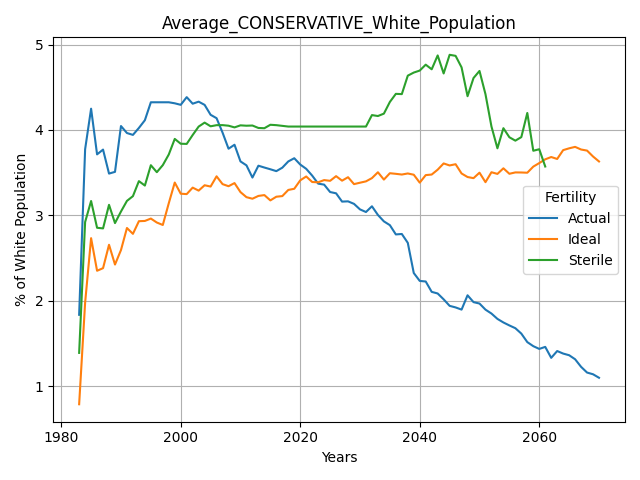 Average_CONSERVATIVE_White_Population
% of White Population
5
4
3
2
1
1980
2000
2020
2040
2060
Years
Fertility
Actual
Ideal
Sterile